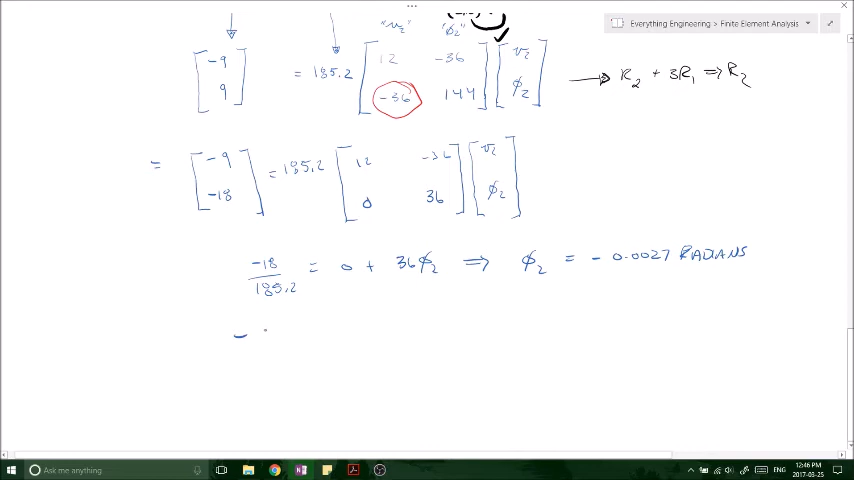 Everything Engineering > Finite Element Analysis
"v₂" "ϕ₂"
[-9 9] = 185.2 [12 -36 -36 144] [v₂ ϕ₂] → R₂ + 3R₁ ⇒ R₂
= [-9 -18] = 185.2 [12 -36 0 36] [v₂ ϕ₂]
-18/185.2 = 0 + 36ϕ₂ ⇒ ϕ₂ = -0.0027 RADIANS
-
Ask me anything
ENG
12:46 PM
2017-03-25